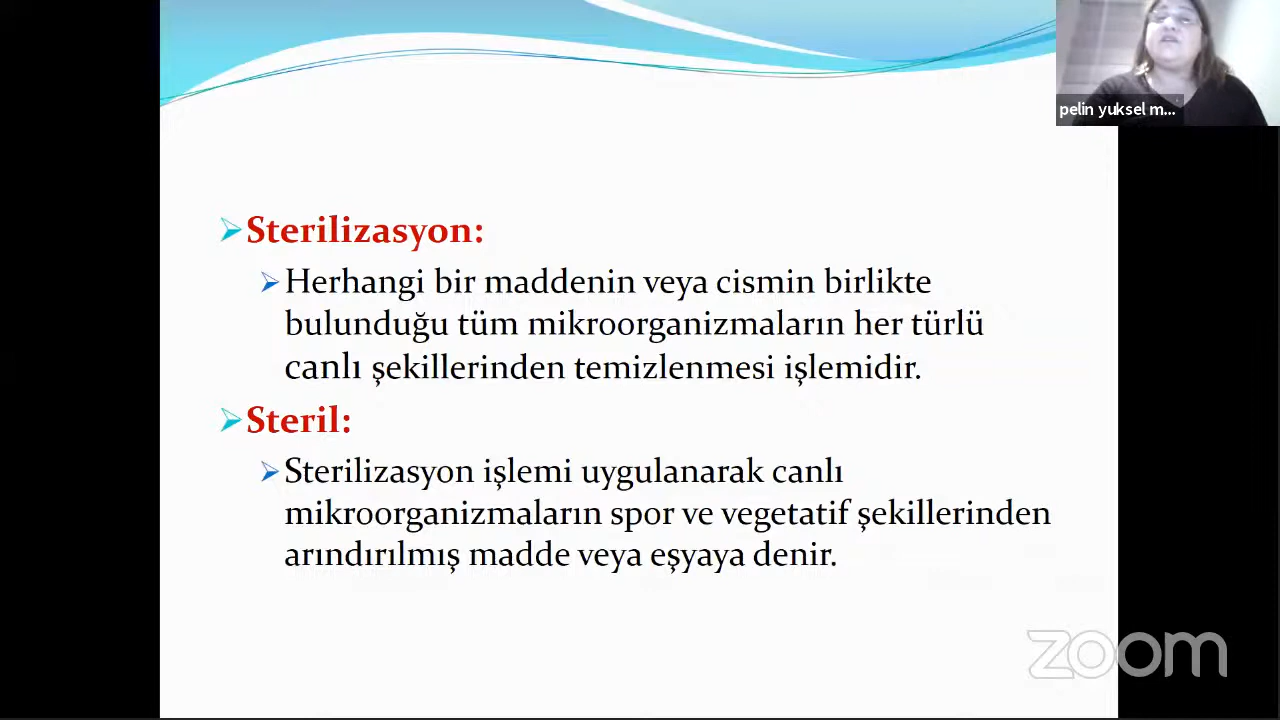 pelin yuksel m...
Sterilizasyon:
Herhangi bir maddenin veya cismin birlikte
bulunduğu tüm mikroorganizmaların her türlü
canlı şekillerinden temizlenmesi işlemidir.
Steril:
Sterilizasyon işlemi uygulanarak canlı
mikroorganizmaların spor ve vegetatif şekillerinden
arındırılmış madde veya eşyaya denir.
zoom